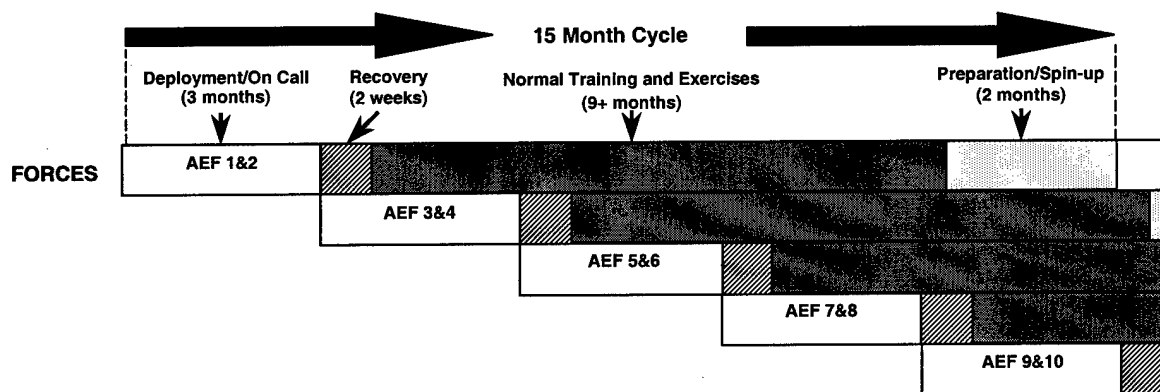 15 Month Cycle
Deployment/On Call
(3 months)
Recovery
(2 weeks)
Normal Training and Exercises
(9+ months)
Preparation/Spin-up
(2 months)
FORCES
AEF 1&2
AEF 3&4
AEF 5&6
AEF 7&8
AEF 9&10